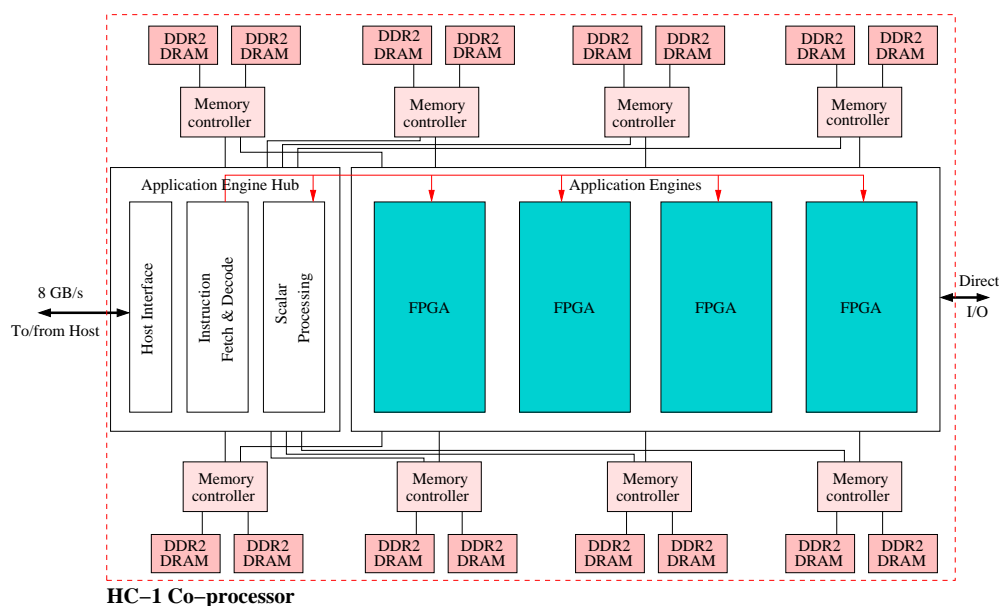 DDR2 DRAM
DDR2 DRAM
DDR2 DRAM
DDR2 DRAM
DDR2 DRAM
DDR2 DRAM
DDR2 DRAM
DDR2 DRAM
Memory
controller
Memory
controller
Memory
controller
Memory
controller
Application Engine Hub
Application Engines
Host Interface
Instruction
Fetch & Decode
Scalar
Processing
FPGA
FPGA
FPGA
FPGA
8 GB/s
To/from Host
Direct
I/O
Memory
controller
Memory
controller
Memory
controller
Memory
controller
DDR2
DRAM
DDR2
DRAM
DDR2
DRAM
DDR2
DRAM
DDR2
DRAM
DDR2
DRAM
DDR2
DRAM
DDR2
DRAM
HC−1 Co−processor